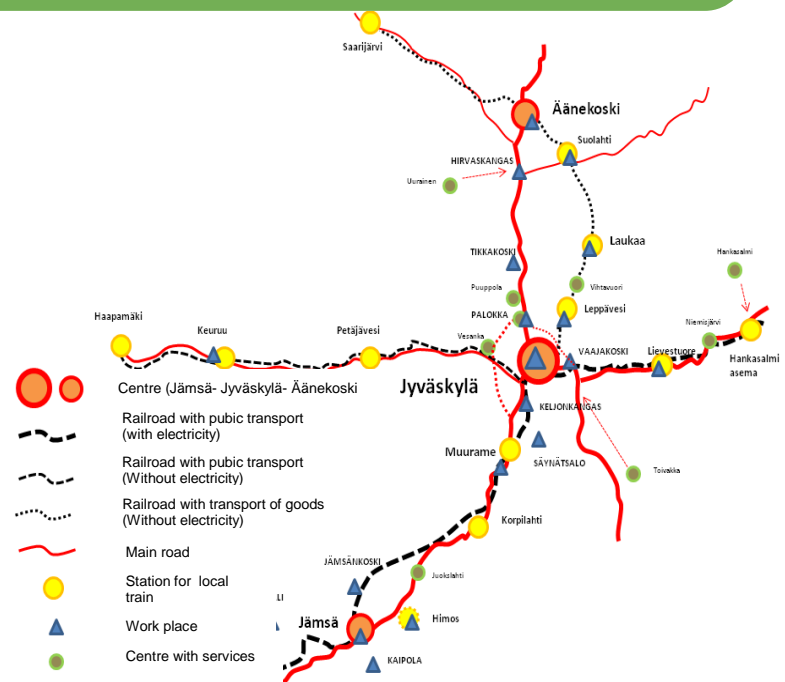 Saarijärvi
Äänekoski
Suolahti
HIRVASKANGAS
Uurainen
Laukaa
TIKKAKOSKI
Hankasalmi
Puuppola
Vihtavuori
Haapamäki
Keuruu
Petäjävesi
PALOKKA
Leppävesi
Niemisjärvi
Vesanka
VAAJAKOSKI
Lievestuore
Hankasalmi
asema
Jyväskylä
KELJONKANGAS
Muurame
SÄYNÄTSALO
Toivakka
Korpilahti
JÄMSÄNKOSKI
Juokslahti
LI
Jämsä
Himos
KAIPOLA
Centre (Jämsä- Jyväskylä- Äänekoski
Railroad with pubic transport
(with electricity)
Railroad with pubic transport
(Without electricity)
Railroad with transport of goods
(Without electricity)
Main road
Station for local
train
Work place
Centre with services